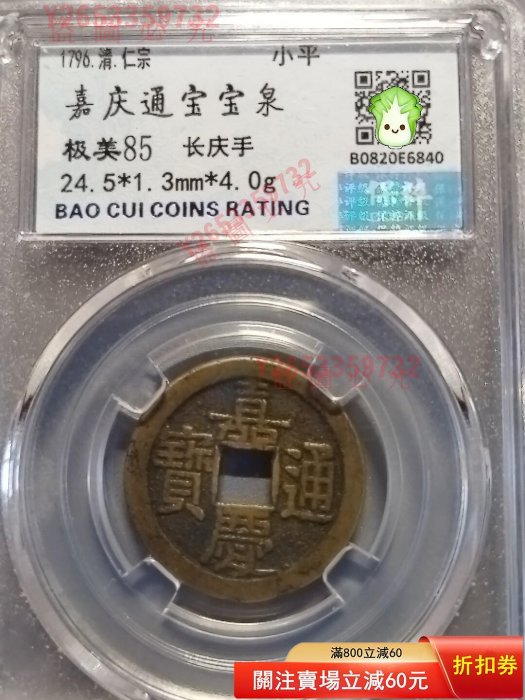 1796.清.仁宗 小平
嘉庆通宝宝泉
极美85 长庆手
24.5*1.3mm*4.0g
BAO CUI COINS RATING
B0820E6840
保粹
嘉
慶
通
寶
滿800立減60
關注賣場立減60元
折扣券